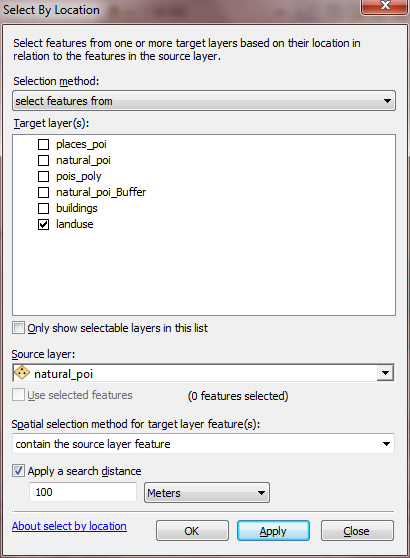 Select By Location
Select features from one or more target layers based on their location in
relation to the features in the source layer.
Selection method:
select features from
Target layer(s):
places_poi
natural_poi
pois_poly
natural_poi_Buffer
buildings
landuse
Only show selectable layers in this list
Source layer:
natural_poi
Use selected features (0 features selected)
Spatial selection method for target layer feature(s):
contain the source layer feature
Apply a search distance
100 Meters
About select by location OK Apply Close